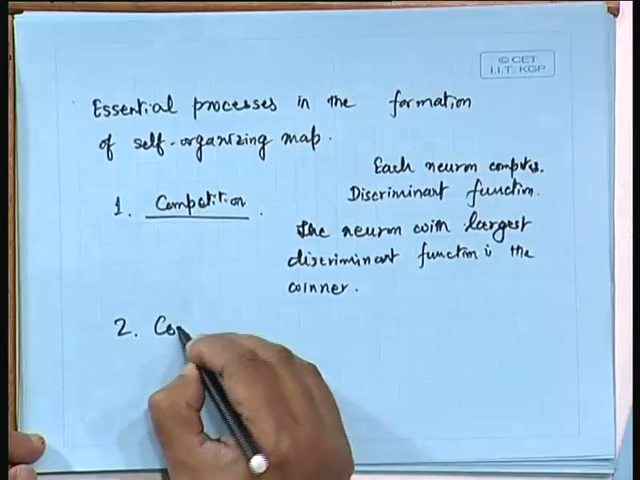 © CET
I.I.T. KGP
Essential processes in the formation
of self-organizing map.
Each neuron computes.
Discriminant function.
1. Competition.
The neuron with largest
discriminant function is the
winner.
2. Co